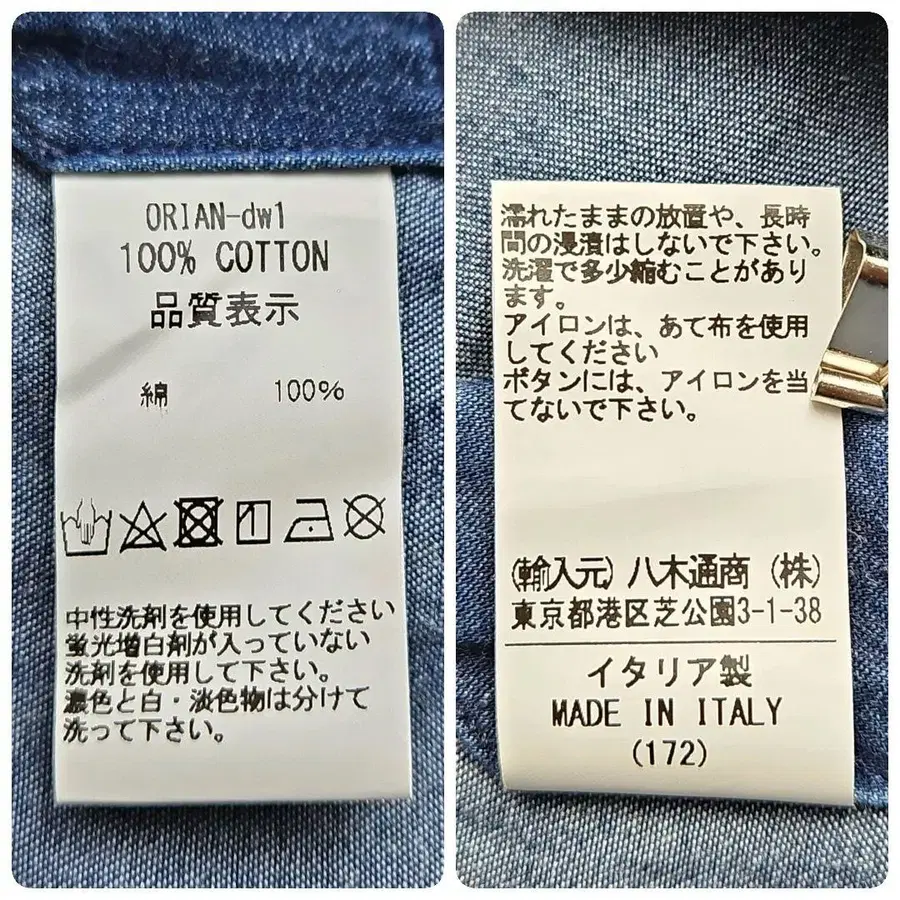 ORIAN-dw1
100% COTTON
品質表示
綿 100%
中性洗剤を使用してください
蛍光増白剤が入っていない
洗剤を使用して下さい。
濃色と白・淡色物は分けて
洗って下さい。
濡れたままの放置や、長時
間の浸漬はしないで下さい。
洗濯で多少縮むことがあり
ます。
アイロンは、あて布を使用
してください
ボタンには、アイロンを当
てないで下さい。
(輸入元) 八木通商 (株)
東京都港区芝公園3-1-38
イタリア製
MADE IN ITALY
(172)